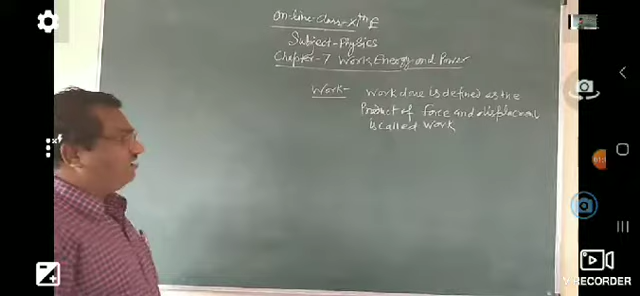 On-Line-Class-XIth E
Subject-Physics
Chapter-7 Work, Energy and Power
Work- Work done is defined as the
Product of force and displacement
is called work
V RECORDER